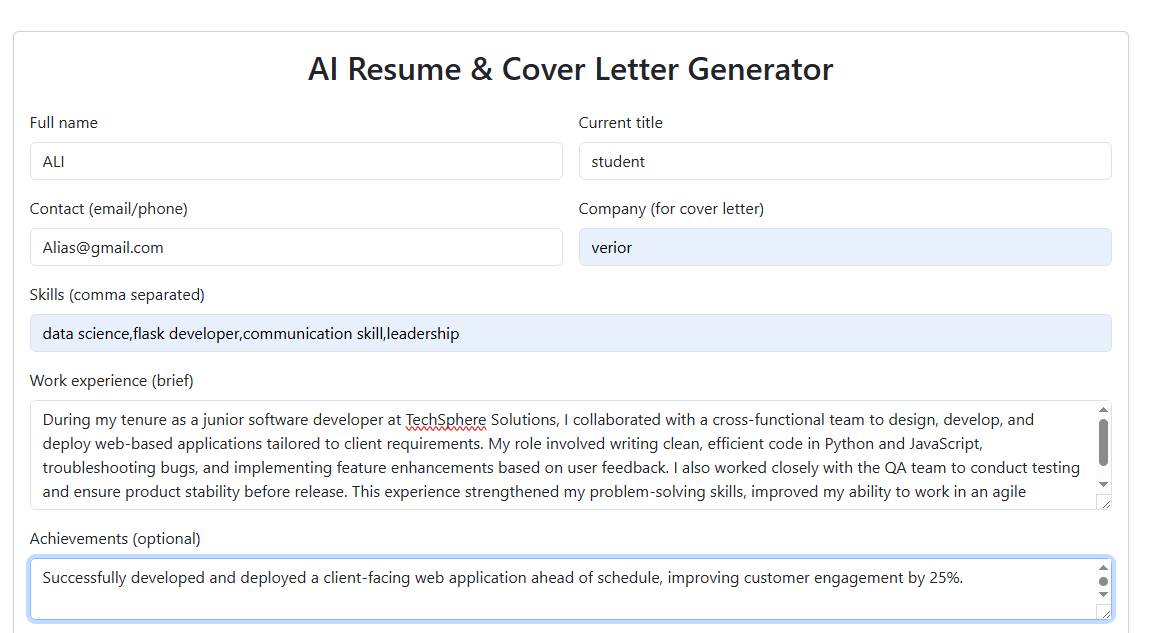 AI Resume & Cover Letter Generator
Full name
Current title
ALI
student
Contact (email/phone)
Company (for cover letter)
Alias@gmail.com
verior
Skills (comma separated)
data science,flask developer,communication skill,leadership
Work experience (brief)
During my tenure as a junior software developer at TechSphere Solutions, I collaborated with a cross-functional team to design, develop, and
deploy web-based applications tailored to client requirements. My role involved writing clean, efficient code in Python and JavaScript,
troubleshooting bugs, and implementing feature enhancements based on user feedback. I also worked closely with the QA team to conduct testing
and ensure product stability before release. This experience strengthened my problem-solving skills, improved my ability to work in an agile
Achievements (optional)
Successfully developed and deployed a client-facing web application ahead of schedule, improving customer engagement by 25%.